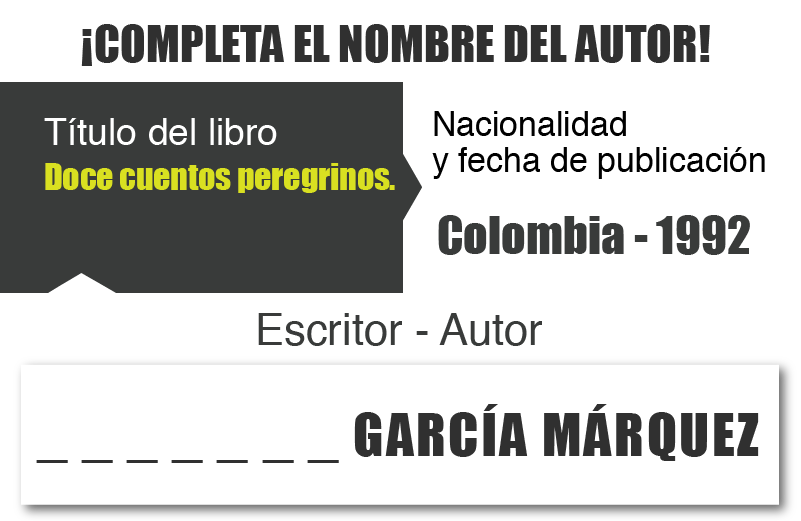 ¡COMPLETA EL NOMBRE DEL AUTOR!
Título del libro
Doce cuentos peregrinos.
Nacionalidad
y fecha de publicación
Colombia - 1992
Escritor - Autor
_ _ _ _ _ _ _ GARCÍA MÁRQUEZ